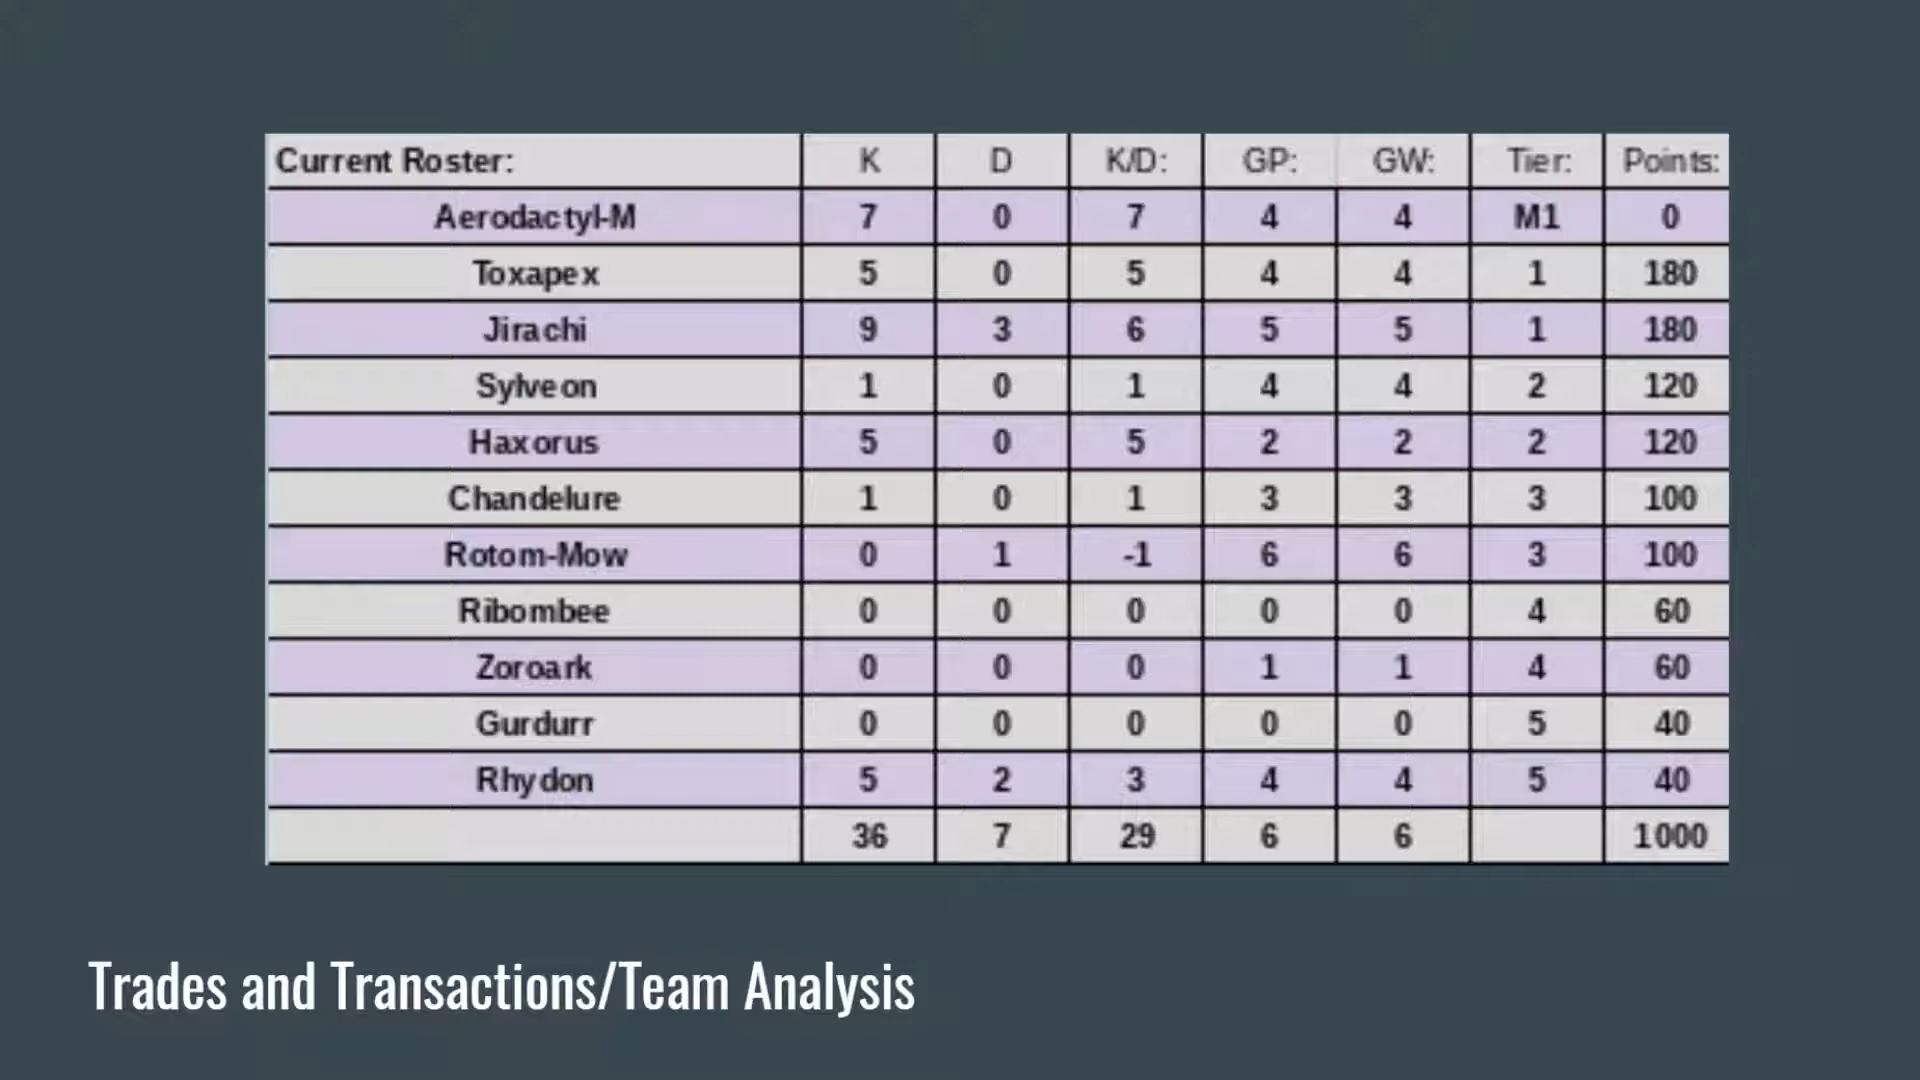 Current Roster: K D K/D: GP: GW: Tier: Points:
Aerodactyl-M 7 0 7 4 4 M1 0
Toxapex 5 0 5 4 4 1 180
Jirachi 9 3 6 5 5 1 180
Sylveon 1 0 1 4 4 2 120
Haxorus 5 0 5 2 2 2 120
Chandelure 1 0 1 3 3 3 100
Rotom-Mow 0 1 -1 6 6 3 100
Ribombee 0 0 0 0 0 4 60
Zoroark 0 0 0 1 1 4 60
Gurdurr 0 0 0 0 0 5 40
Rhydon 5 2 3 4 4 5 40
36 7 29 6 6 1000
Trades and Transactions/Team Analysis